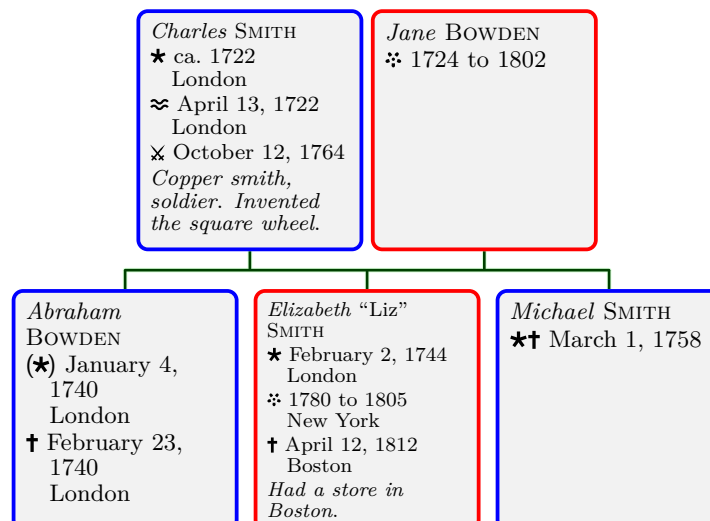 Charles SMITH
★ ca. 1722
London
≈ April 13, 1722
London
⚔ October 12, 1764
Copper smith,
soldier. Invented
the square wheel.
Jane BOWDEN
⁘ 1724 to 1802
Abraham
BOWDEN
(★) January 4,
1740
London
† February 23,
1740
London
Elizabeth “Liz”
SMITH
★ February 2, 1744
London
⁘ 1780 to 1805
New York
† April 12, 1812
Boston
Had a store in
Boston.
Michael SMITH
★† March 1, 1758